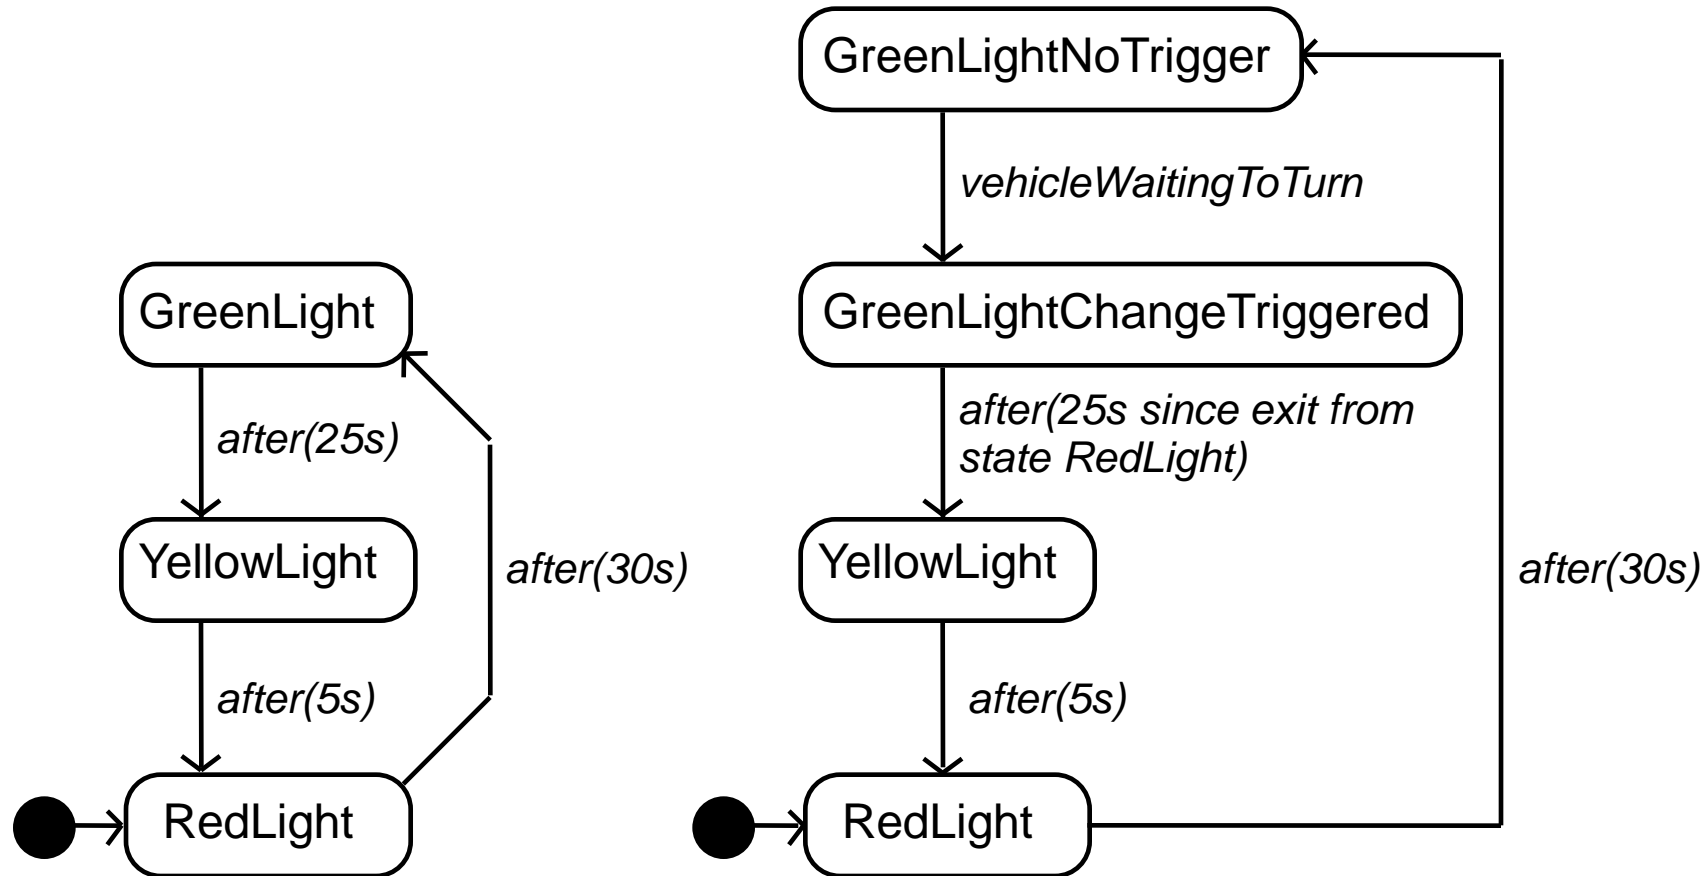 GreenLight
after(25s)
YellowLight
after(30s)
after(5s)
RedLight
GreenLightNoTrigger
vehicleWaitingToTurn
GreenLightChangeTriggered
after(25s since exit from
state RedLight)
YellowLight
after(30s)
after(5s)
RedLight